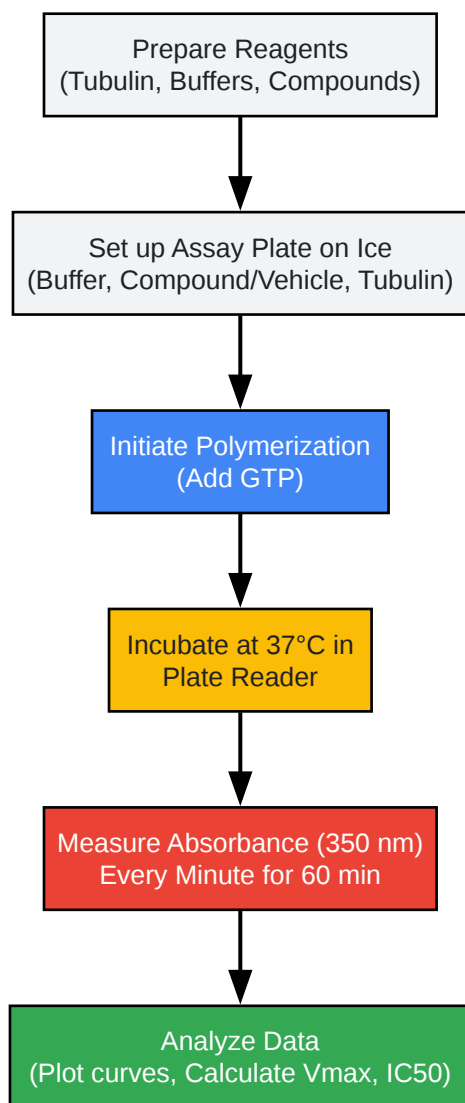 Prepare Reagents
(Tubulin, Buffers, Compounds)
Set up Assay Plate on Ice
(Buffer, Compound/Vehicle, Tubulin)
Initiate Polymerization
(Add GTP)
Incubate at 37°C in
Plate Reader
Measure Absorbance (350 nm)
Every Minute for 60 min
Analyze Data
(Plot curves, Calculate Vmax, IC50)